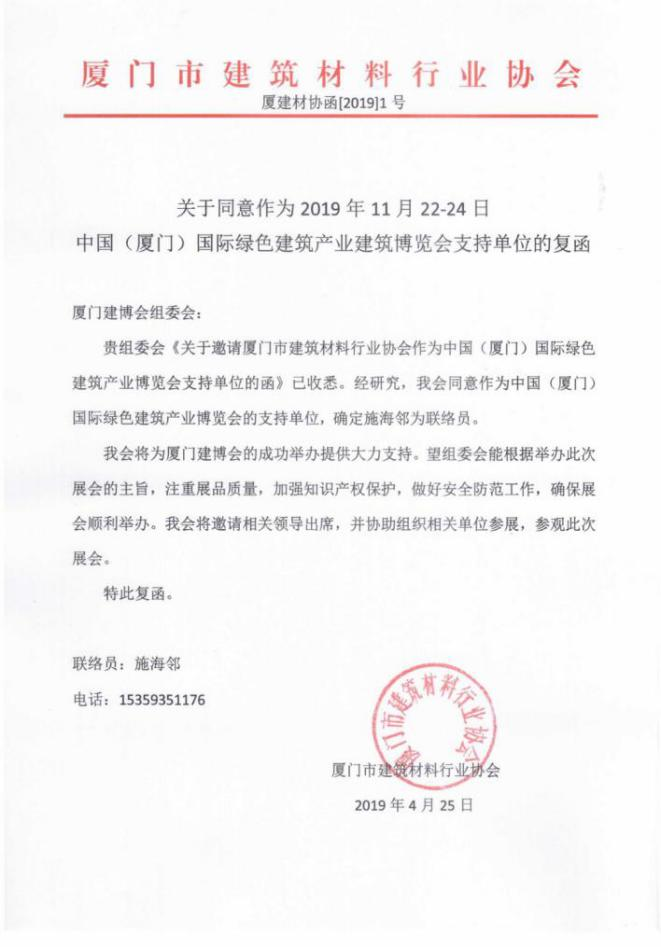 厦门市建筑材料行业协会
厦建材协函[2019]1号
关于同意作为 2019 年 11 月 22-24 日
中国（厦门）国际绿色建筑产业建筑博览会支持单位的复函
厦门建博会组委会：
贵组委会《关于邀请厦门市建筑材料行业协会作为中国（厦门）国际绿色
建筑产业博览会支持单位的函》已收悉。经研究，我会同意作为中国（厦门）
国际绿色建筑产业博览会的支持单位，确定施海邻为联络员。
我会将为厦门建博会的成功举办提供大力支持。望组委会能根据举办此次
展会的主旨，注重展品质量，加强知识产权保护，做好安全防范工作，确保展
会顺利举办。我会将邀请相关领导出席，并协助组织相关单位参展，参观此次
展会。
特此复函。
联络员：施海邻
电话：15359351176
厦门市建筑材料行业协会
厦门市建筑材料行业协会
2019 年 4 月 25 日